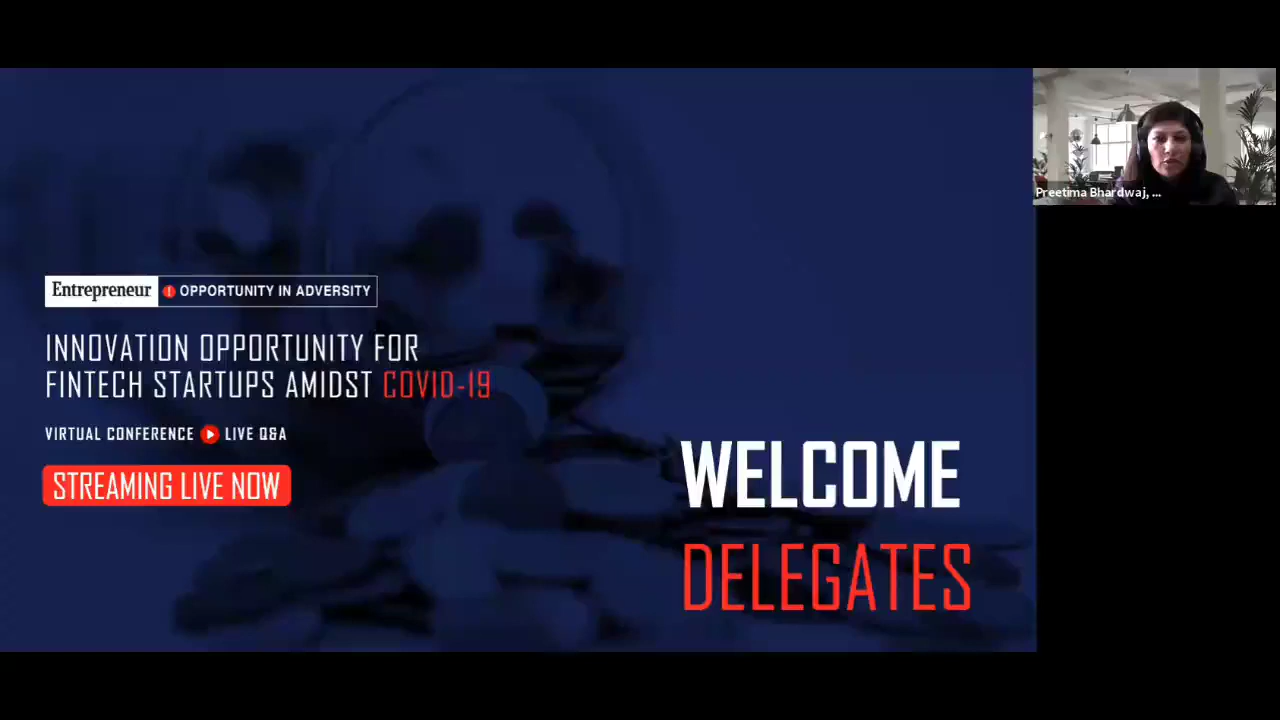 Entrepreneur ! OPPORTUNITY IN ADVERSITY
INNOVATION OPPORTUNITY FOR
FINTECH STARTUPS AMIDST COVID-19
VIRTUAL CONFERENCE LIVE Q&A
STREAMING LIVE NOW
WELCOME
DELEGATES
Preetima Bhardwaj, ...